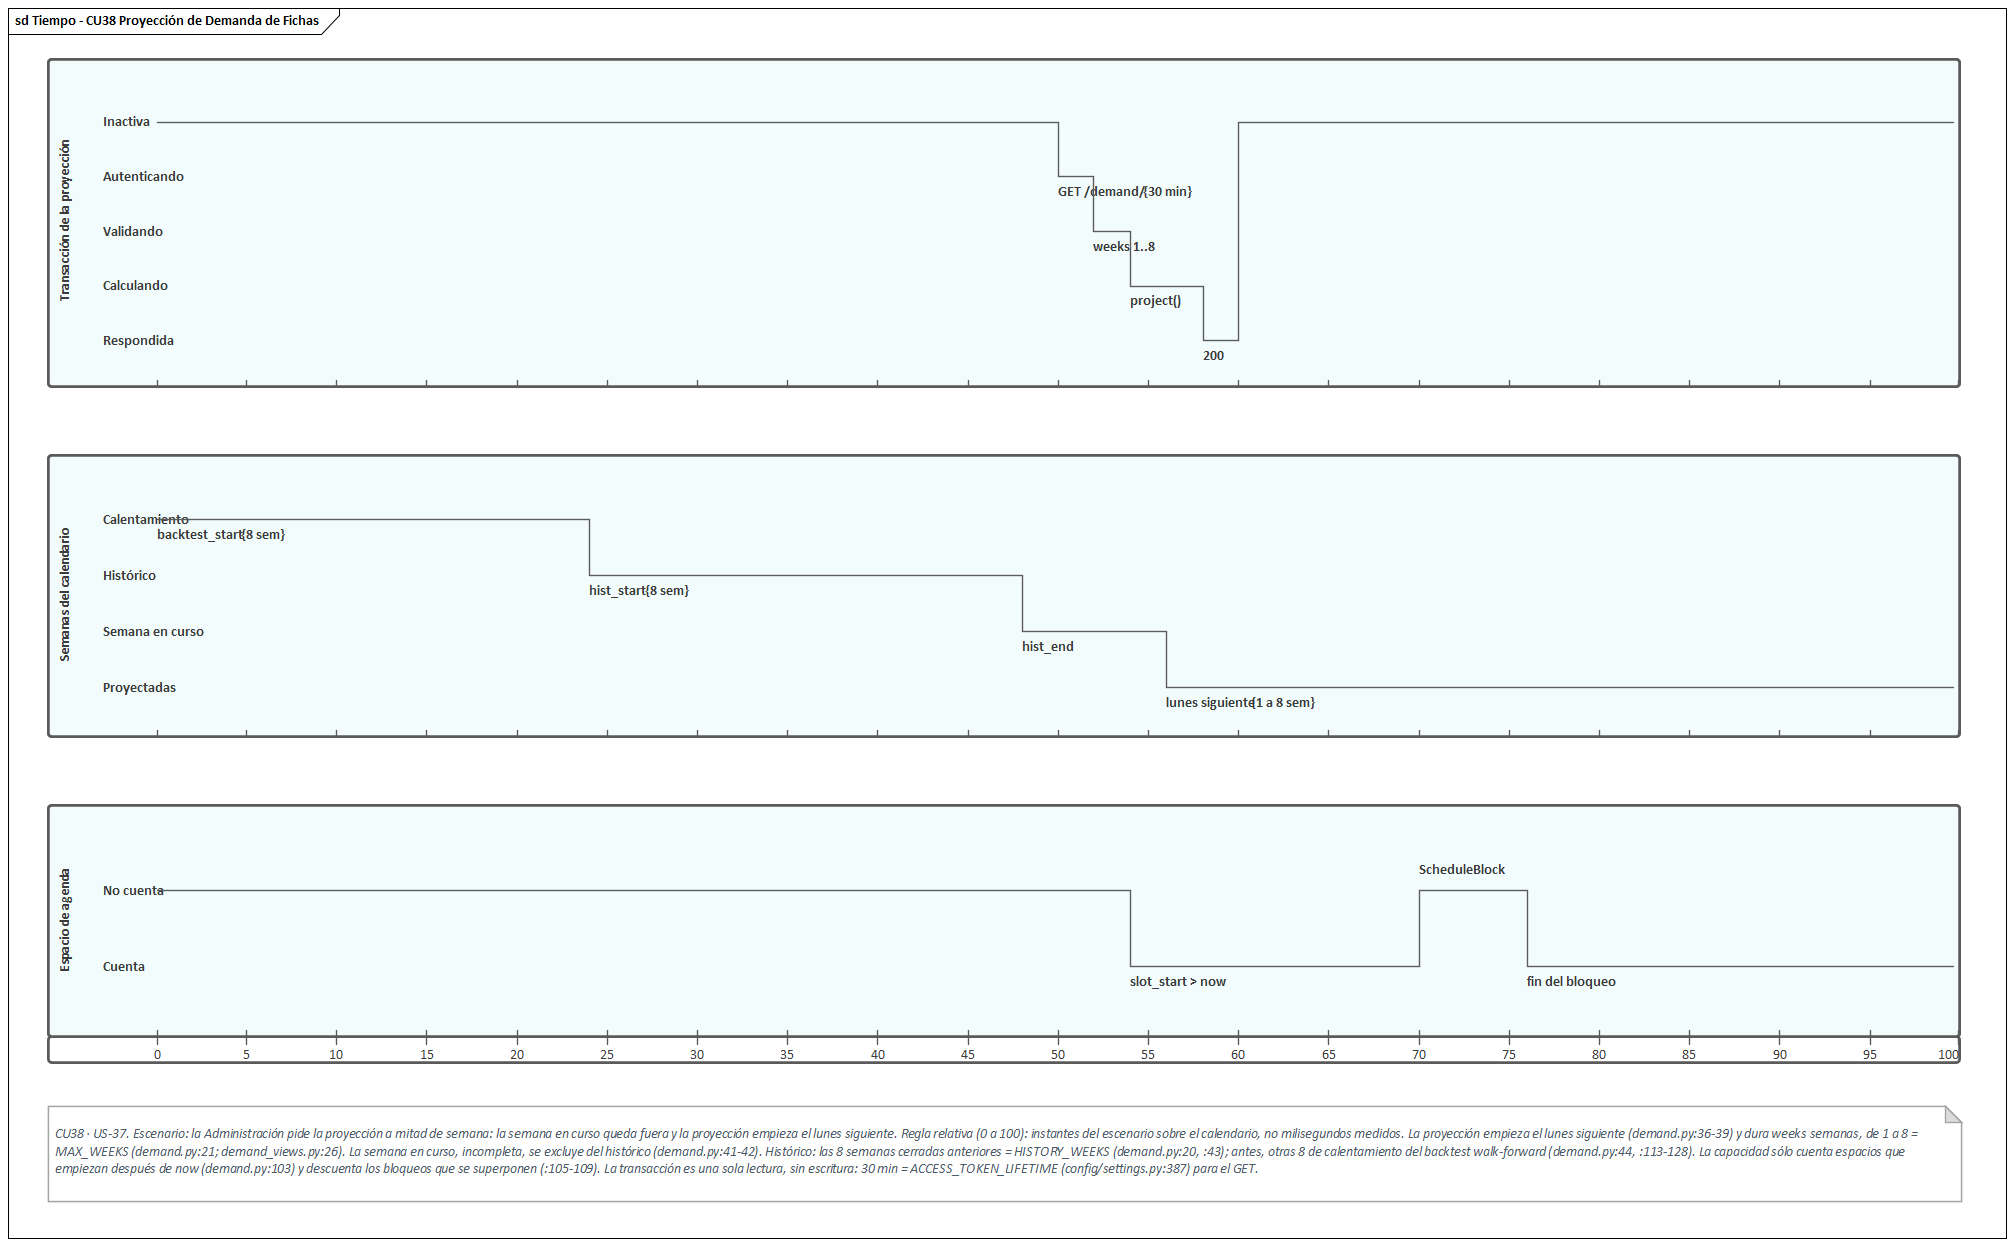 sd Tiempo - CU38 Proyección de Demanda de Fichas
Transacción de la proyección
Inactiva
Autenticando
GET /demand/{30 min}
Validando
weeks 1..8
Calculando
project()
Respondida
200
Semanas del calendario
Calentamiento
backtest_start{8 sem}
Histórico
hist_start{8 sem}
Semana en curso
hist_end
Proyectadas
lunes siguiente{1 a 8 sem}
Espacio de agenda
ScheduleBlock
No cuenta
Cuenta
slot_start > now
fin del bloqueo
0 5 10 15 20 25 30 35 40 45 50 55 60 65 70 75 80 85 90 95 100
CU38 · US-37. Escenario: la Administración pide la proyección a mitad de semana: la semana en curso queda fuera y la proyección empieza el lunes siguiente. Regla relativa (0 a 100): instantes del escenario sobre el calendario, no milisegundos medidos. La proyección empieza el lunes siguiente (demand.py:36-39) y dura weeks semanas, de 1 a 8 =
MAX_WEEKS (demand.py:21; demand_views.py:26). La semana en curso, incompleta, se excluye del histórico (demand.py:41-42). Histórico: las 8 semanas cerradas anteriores = HISTORY_WEEKS (demand.py:20, :43); antes, otras 8 de calentamiento del backtest walk-forward (demand.py:44, :113-128). La capacidad sólo cuenta espacios que
empiezan después de now (demand.py:103) y descuenta los bloqueos que se superponen (:105-109). La transacción es una sola lectura, sin escritura: 30 min = ACCESS_TOKEN_LIFETIME (config/settings.py:387) para el GET.